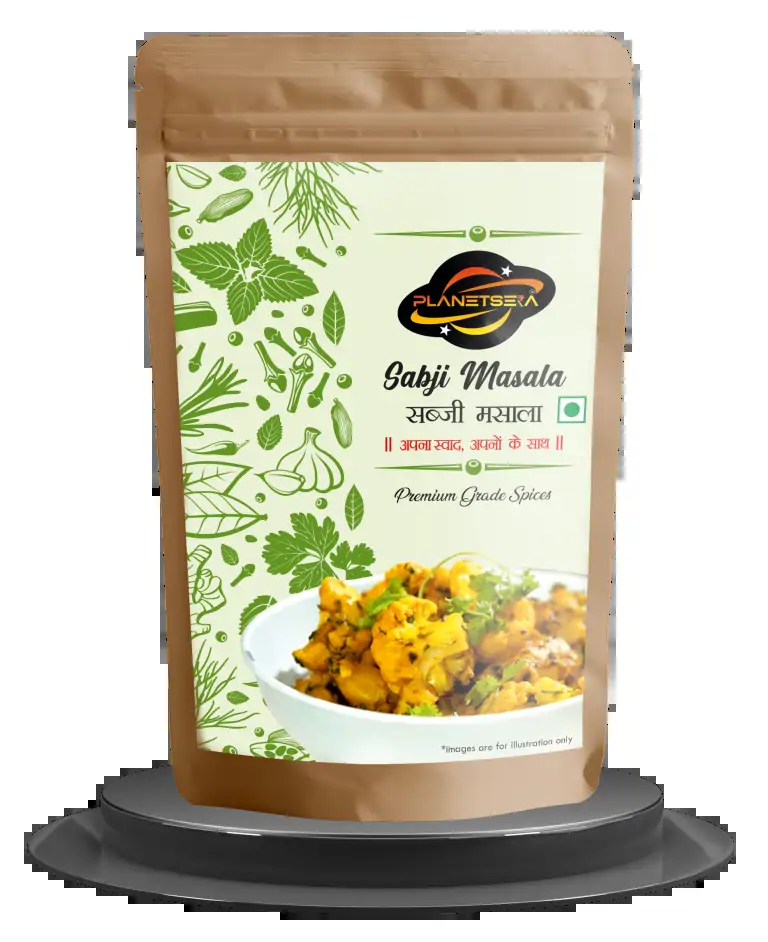 PLANETSERA
Sabji Masala
सब्जी मसाला
|| अपना स्वाद, अपनों के साथ ||
Premium Grade Spices
*Images are for illustration only